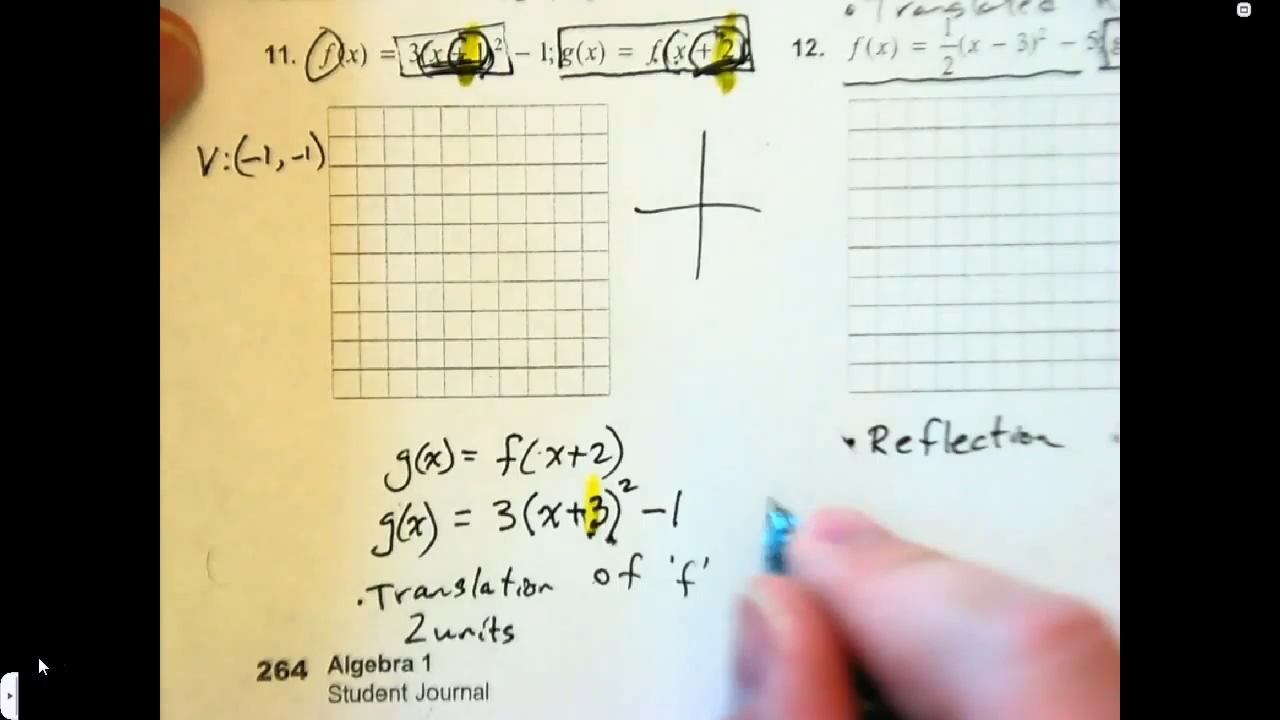 Translated
11. f(x) = 3(x + 1)² − 1; g(x) = f(x + 2)
12. f(x) = 1/2(x − 3)² − 5
V:(-1, -1)
g(x) = f(x+2)
g(x) = 3(x+3)² - 1
• Translation of 'f'
2 units
• Reflection
264 Algebra 1
Student Journal